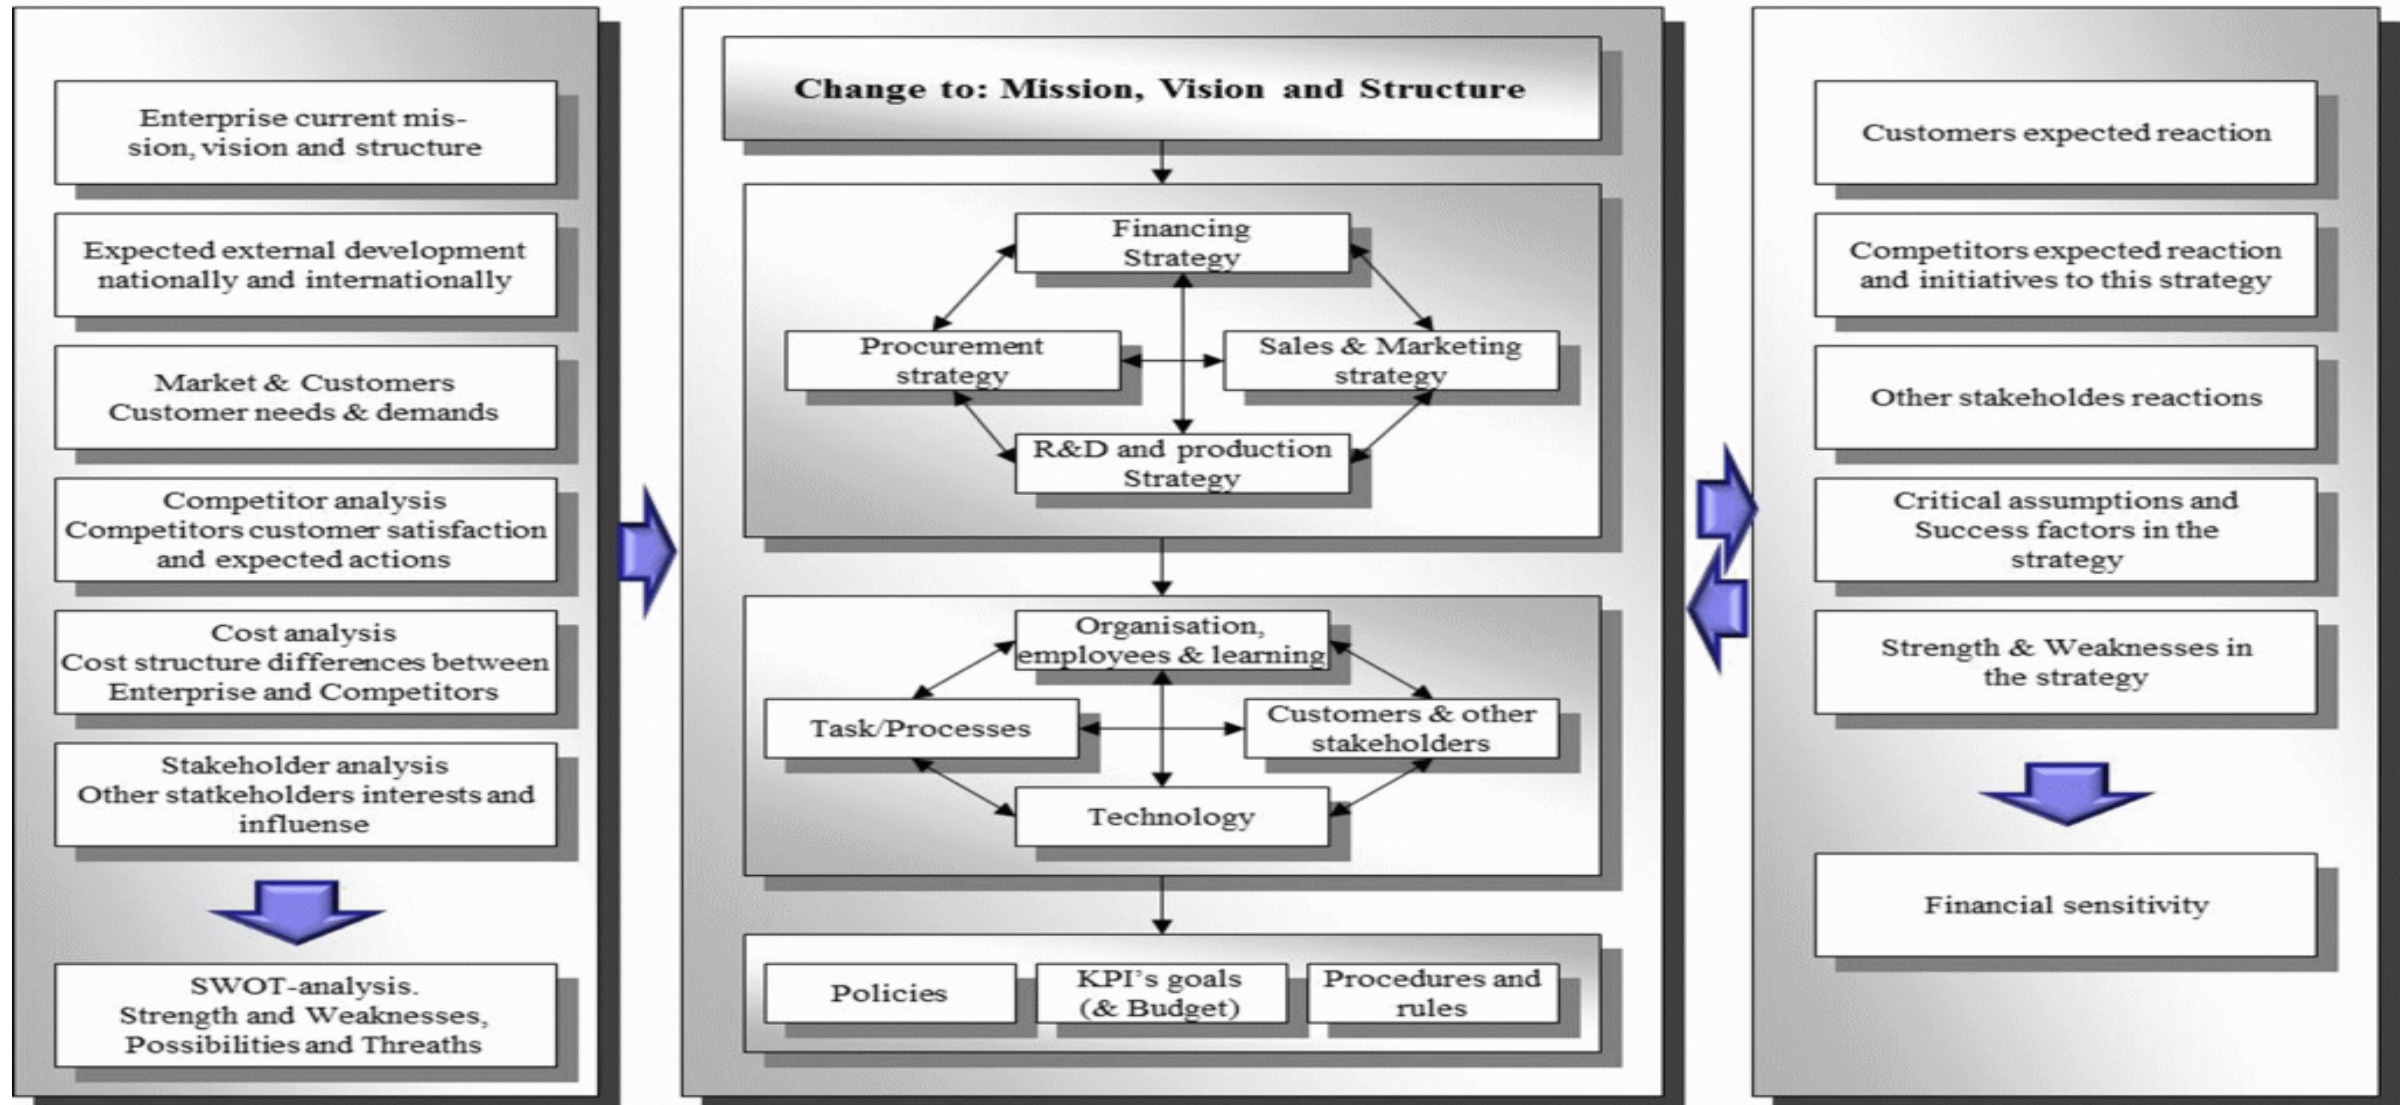 Enterprise current mis-
sion, vision and structure
Expected external development
nationally and internationally
Market & Customers
Customer needs & demands
Competitor analysis
Competitors customer satisfaction
and expected actions
Cost analysis
Cost structure differences between
Enterprise and Competitors
Stakeholder analysis
Other statkeholders interests and
influense
SWOT-analysis.
Strength and Weaknesses,
Possibilities and Threaths
Change to: Mission, Vision and Structure
Financing
Strategy
Procurement
strategy
Sales & Marketing
strategy
R&D and production
Strategy
Organisation,
employees & learning
Task/Processes
Customers & other
stakeholders
Technology
Policies
KPI's goals
(& Budget)
Procedures and
rules
Customers expected reaction
Competitors expected reaction
and initiatives to this strategy
Other stakeholdes reactions
Critical assumptions and
Success factors in the
strategy
Strength & Weaknesses in
the strategy
Financial sensitivity